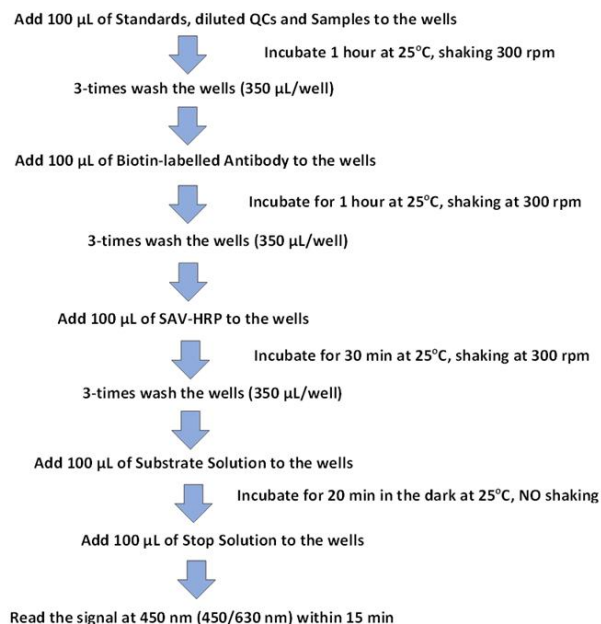 Add 100 µL of Standards, diluted QCs and Samples to the wells
Incubate 1 hour at 25°C, shaking 300 rpm
3-times wash the wells (350 µL/well)
Add 100 µL of Biotin-labelled Antibody to the wells
Incubate for 1 hour at 25°C, shaking at 300 rpm
3-times wash the wells (350 µL/well)
Add 100 µL of SAV-HRP to the wells
Incubate for 30 min at 25°C, shaking at 300 rpm
3-times wash the wells (350 µL/well)
Add 100 µL of Substrate Solution to the wells
Incubate for 20 min in the dark at 25°C, NO shaking
Add 100 µL of Stop Solution to the wells
Read the signal at 450 nm (450/630 nm) within 15 min